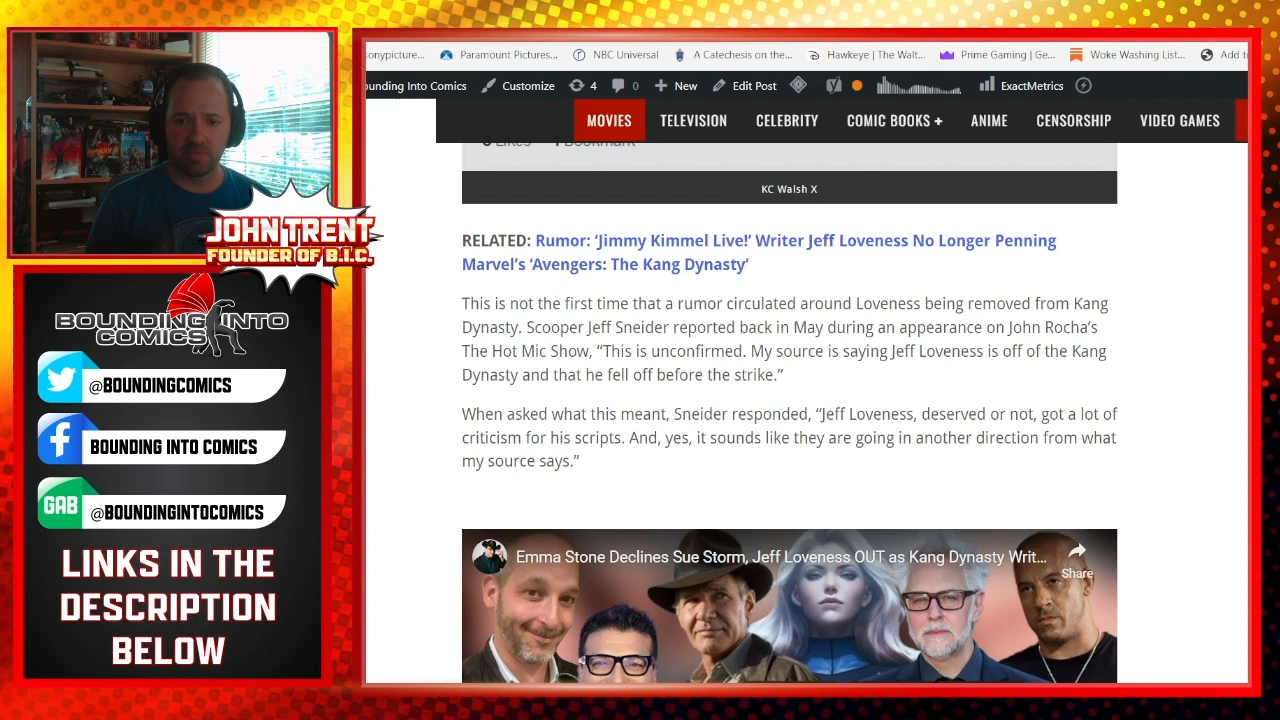 JOHN TRENT
FOUNDER OF B.I.C.
BOUNDING INTO
COMICS
@BOUNDINGCOMICS
BOUNDING INTO COMICS
GAB
@BOUNDINGINTOCOMICS
LINKS IN THE
DESCRIPTION
BELOW
sonypicture... Paramount Pictures... NBC Universal A Catechesis on the... Hawkeye | The Walt... Prime Gaming | Ge... Woke Washing List... Add t
ounding Into Comics Customize 4 0 New Edit Post ExactMetrics
MOVIES TELEVISION CELEBRITY COMIC BOOKS + ANIME CENSORSHIP VIDEO GAMES
3 Likes 1 Bookmark
KC Walsh X
RELATED: Rumor: ‘Jimmy Kimmel Live!’ Writer Jeff Loveness No Longer Penning
Marvel’s ‘Avengers: The Kang Dynasty’
This is not the first time that a rumor circulated around Loveness being removed from Kang
Dynasty. Scooper Jeff Sneider reported back in May during an appearance on John Rocha’s
The Hot Mic Show, “This is unconfirmed. My source is saying Jeff Loveness is off of the Kang
Dynasty and that he fell off before the strike.”
When asked what this meant, Sneider responded, “Jeff Loveness, deserved or not, got a lot of
criticism for his scripts. And, yes, it sounds like they are going in another direction from what
my source says.”
Emma Stone Declines Sue Storm, Jeff Loveness OUT as Kang Dynasty Writ...
Share